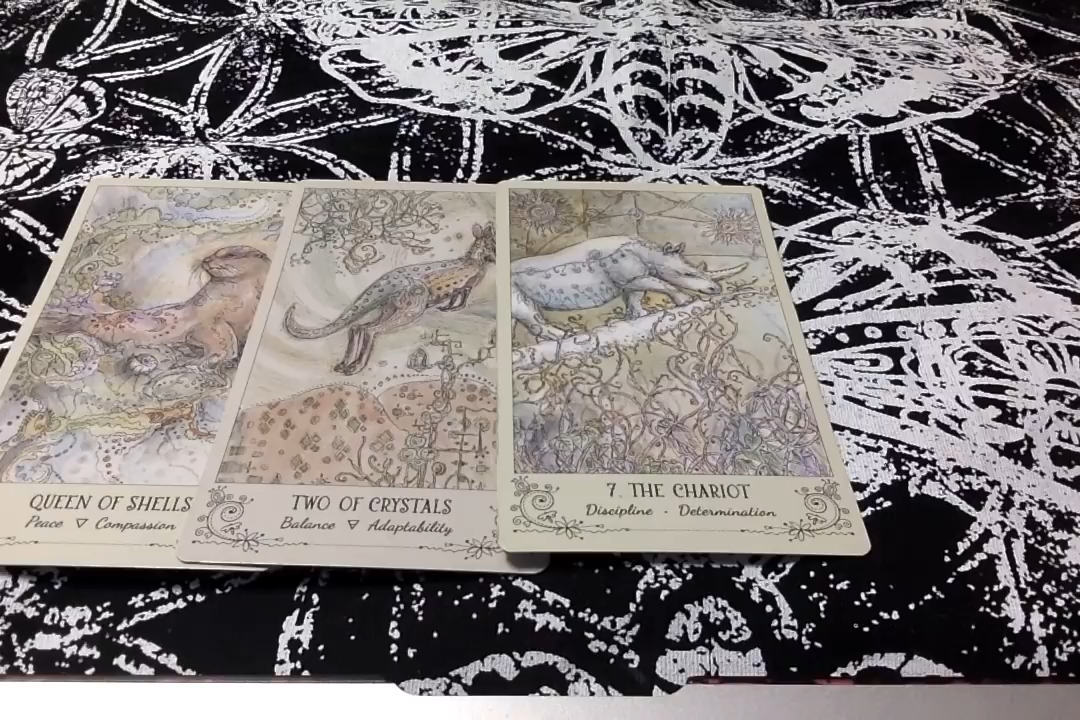 QUEEN OF SHELLS
Peace ▽ Compassion
TWO OF CRYSTALS
Balance ▽ Adaptability
7. THE CHARIOT
Discipline · Determination